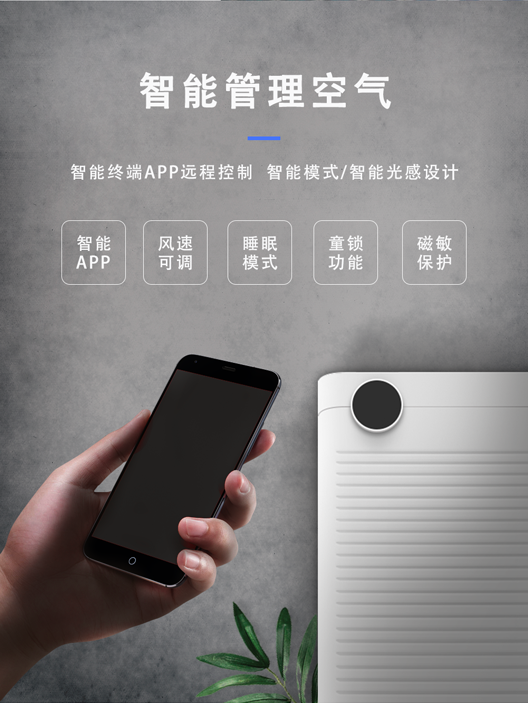 智能管理空气
智能终端APP远程控制 智能模式/智能光感设计
智能
APP
风速
可调
睡眠
模式
童锁
功能
磁敏
保护